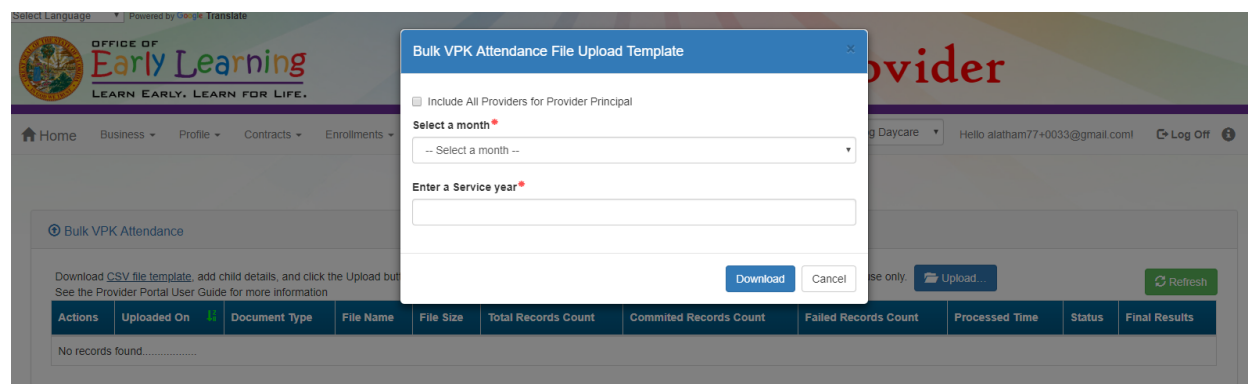 Select Language Powered by Google Translate
OFFICE OF
Early Learning
LEARN EARLY. LEARN FOR LIFE.
ovider
Home Business Profile Contracts Enrollments g Daycare Hello alatham77+0033@gmail.com! Log Off
Bulk VPK Attendance File Upload Template ×
Include All Providers for Provider Principal
Select a month*
-- Select a month --
Enter a Service year*
Download Cancel
Bulk VPK Attendance
Download CSV file template, add child details, and click the Upload but use only. Upload...
See the Provider Portal User Guide for more information
Refresh
Actions Uploaded On Document Type File Name File Size Total Records Count Commited Records Count Failed Records Count Processed Time Status Final Results
No records found..................